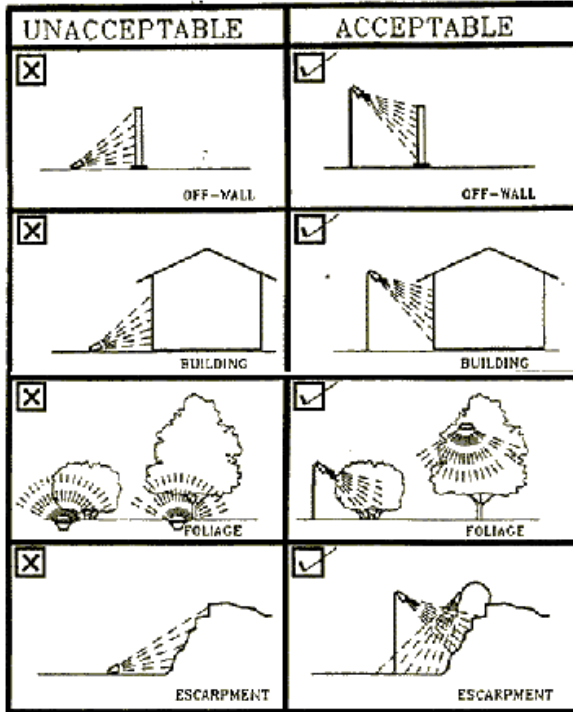 UNACCEPTABLE ACCEPTABLE
OFF-WALL OFF-WALL
BUILDING BUILDING
FOLIAGE FOLIAGE
ESCARPMENT ESCARPMENT